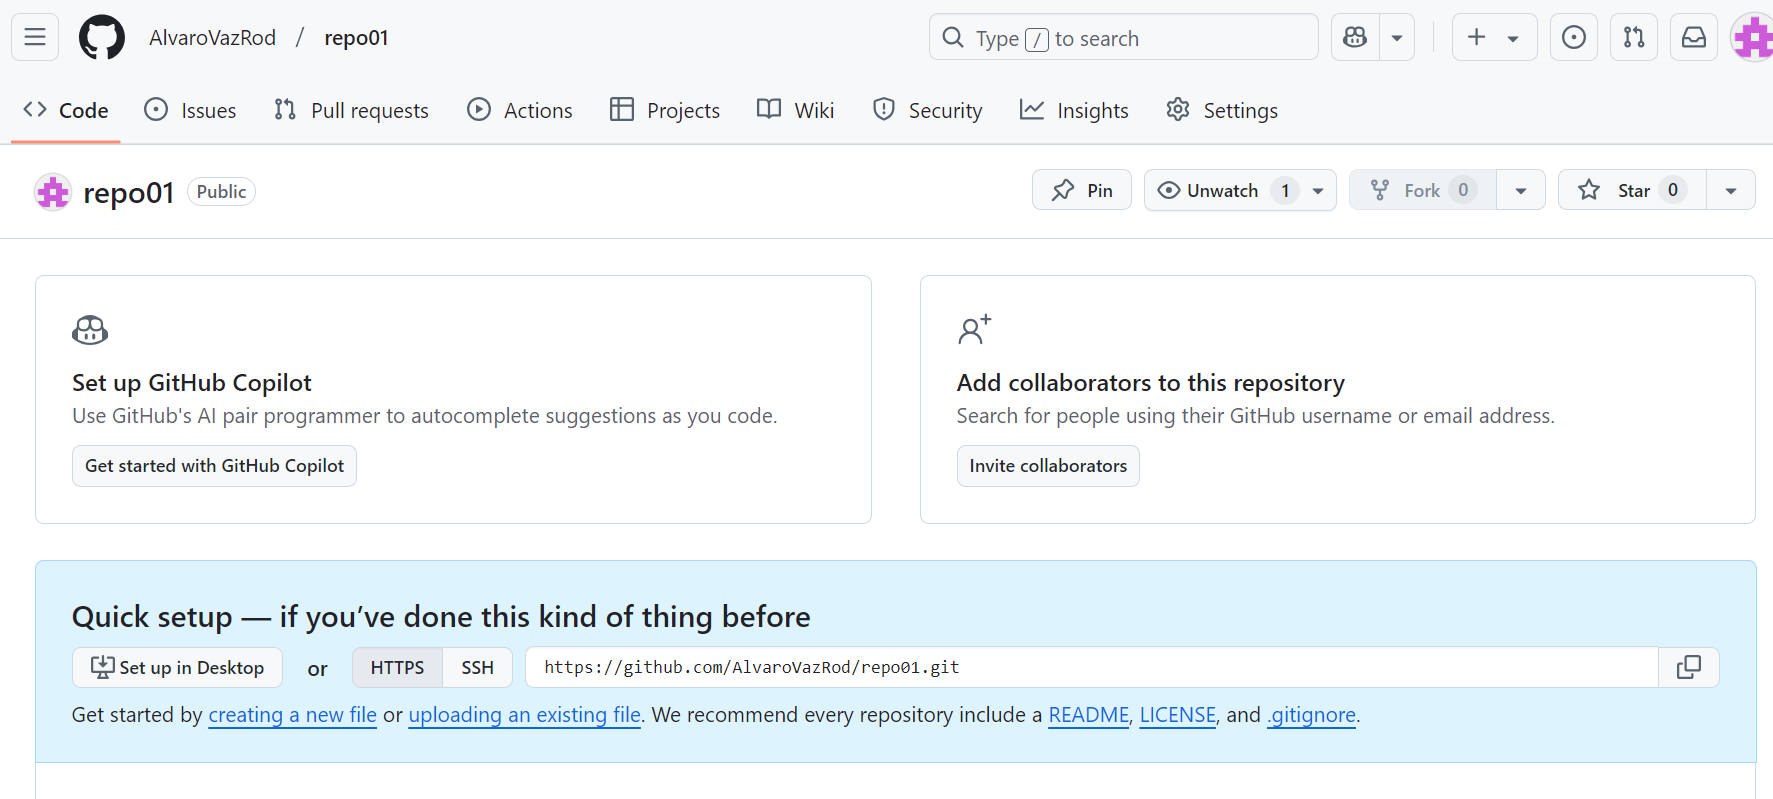 AlvaroVazRod / repo01
Type / to search
Code Issues Pull requests Actions Projects Wiki Security Insights Settings
repo01 Public
Pin Unwatch 1 Fork 0 Star 0
Set up GitHub Copilot
Use GitHub's AI pair programmer to autocomplete suggestions as you code.
Get started with GitHub Copilot
Add collaborators to this repository
Search for people using their GitHub username or email address.
Invite collaborators
Quick setup — if you’ve done this kind of thing before
Set up in Desktop or HTTPS SSH https://github.com/AlvaroVazRod/repo01.git
Get started by creating a new file or uploading an existing file. We recommend every repository include a README, LICENSE, and .gitignore.